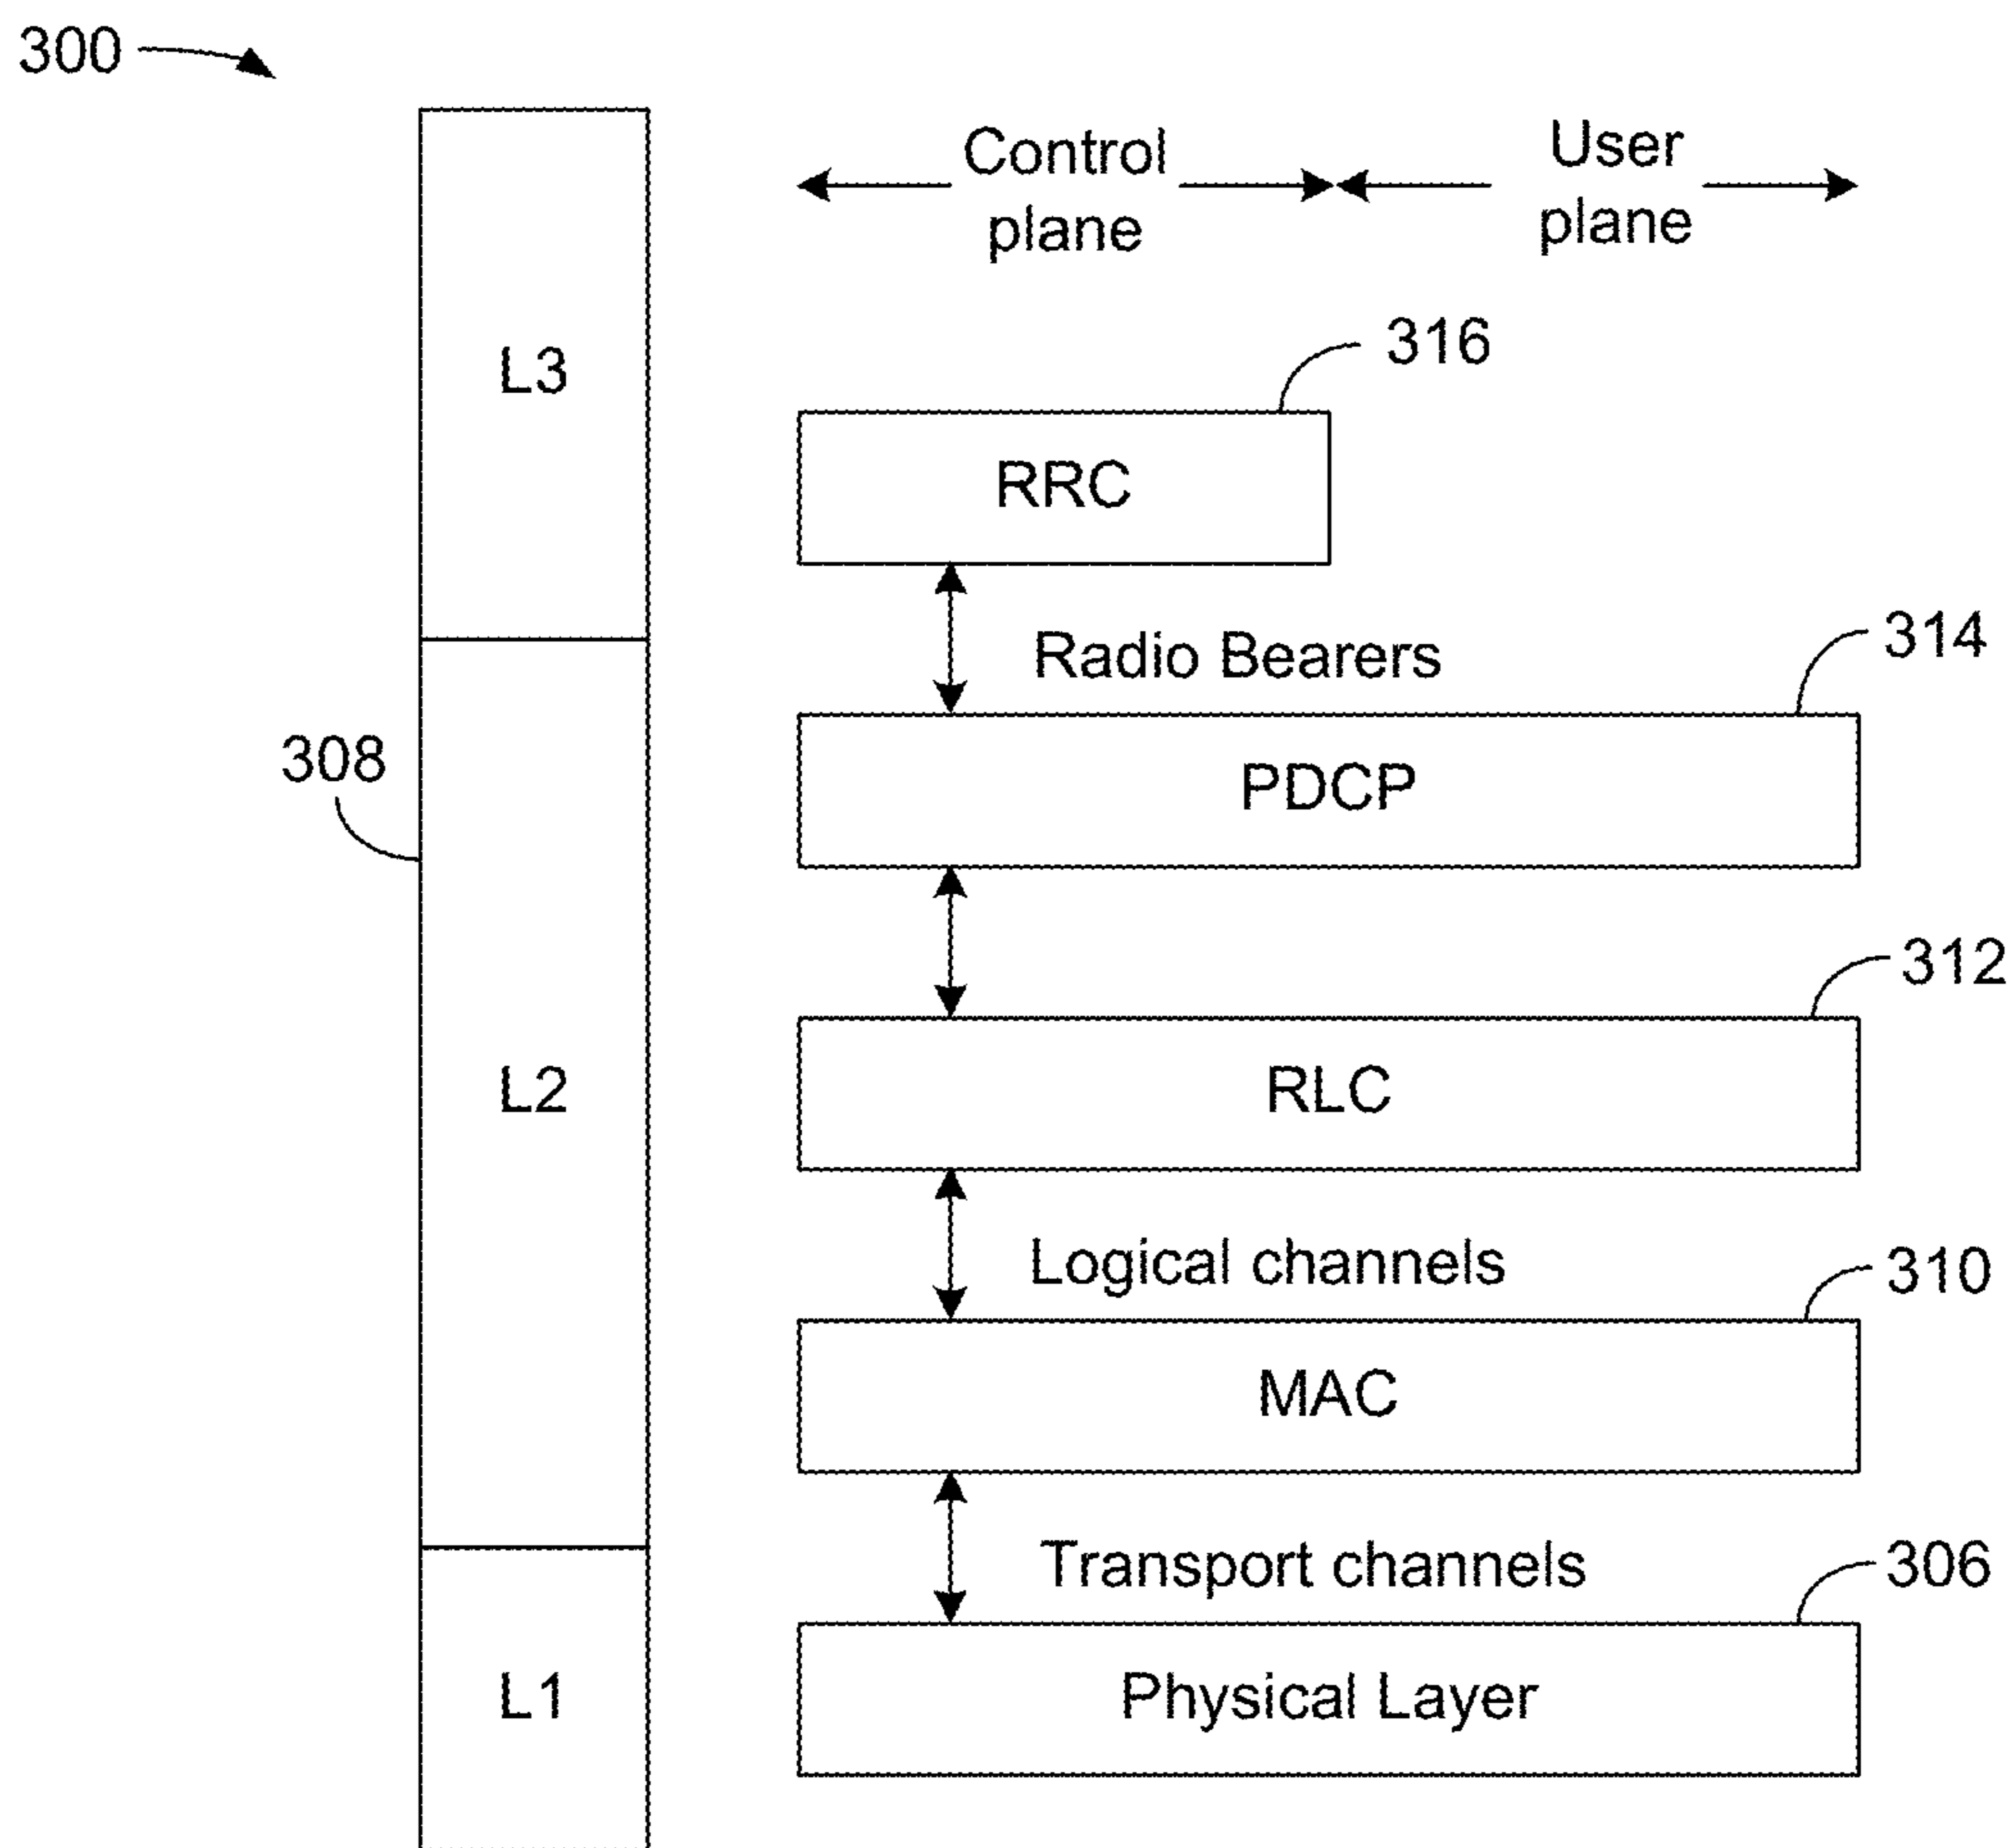 300
Control
plane
User
plane
L3
316
RRC
Radio Bearers
314
308
PDCP
312
L2
RLC
Logical channels
310
MAC
Transport channels
306
L1
Physical Layer